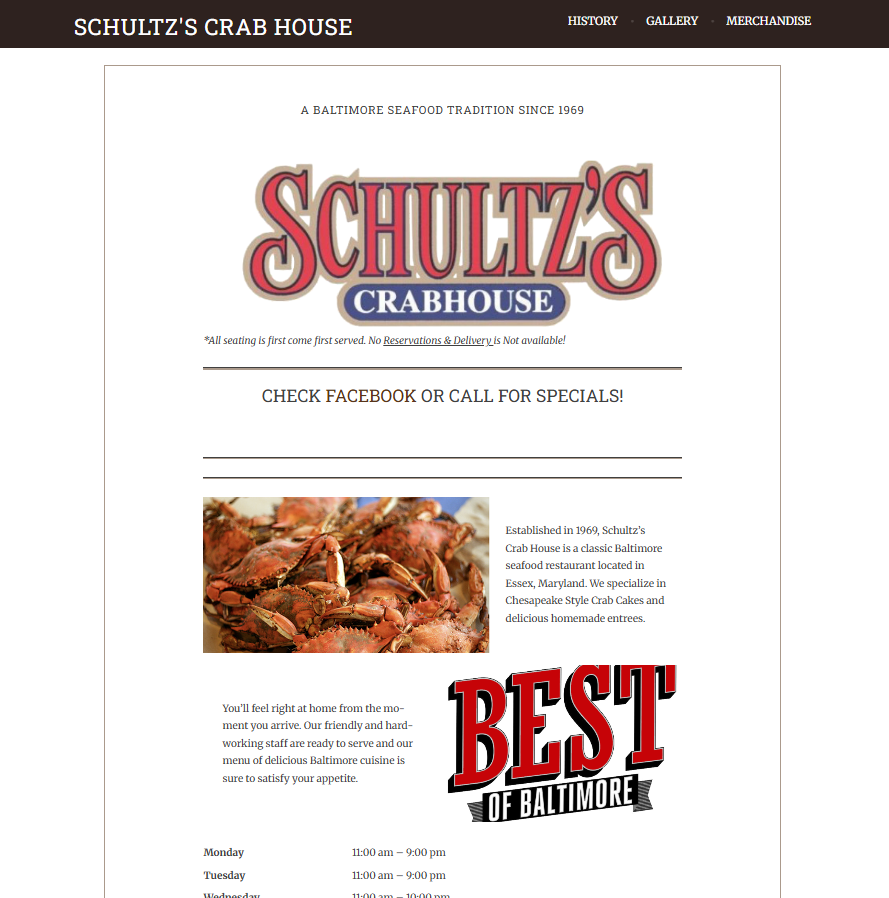 SCHULTZ'S CRAB HOUSE
HISTORY
GALLERY
MERCHANDISE
A BALTIMORE SEAFOOD TRADITION SINCE 1969
SCHULTZ'S
CRABHOUSE
*All seating is first come first served. No Reservations & Delivery is Not available!
CHECK FACEBOOK OR CALL FOR SPECIALS!
Established in 1969, Schultz's
Crab House is a classic Baltimore
seafood restaurant located in
Essex, Maryland. We specialize in
Chesapeake Style Crab Cakes and
delicious homemade entrees.
You'll feel right at home from the mo-
ment you arrive. Our friendly and hard-
working staff are ready to serve and our
menu of delicious Baltimore cuisine is
sure to satisfy your appetite.
BEST
OF BALTIMORE
Monday 11:00 am – 9:00 pm
Tuesday 11:00 am – 9:00 pm
Wednesday 11:00 am – 10:00 pm